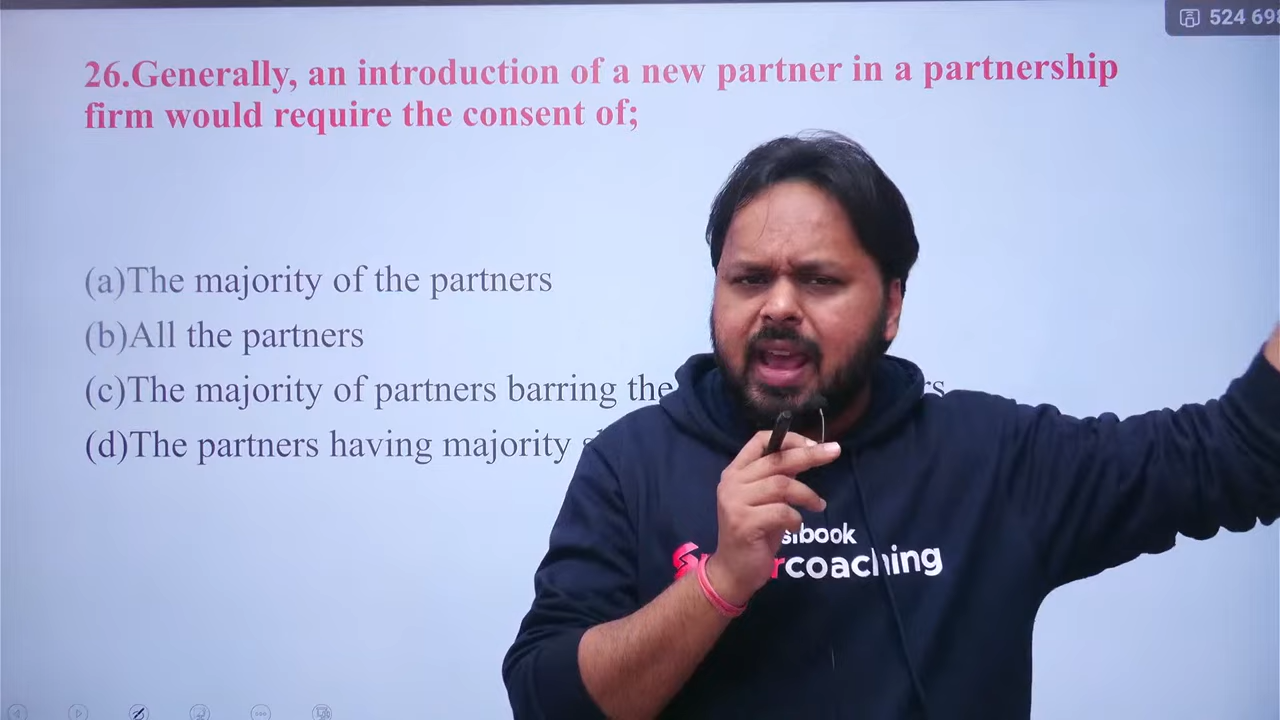 524 698
26.Generally, an introduction of a new partner in a partnership
firm would require the consent of;
(a)The majority of the partners
(b)All the partners
(c)The majority of partners barring the
(d)The partners having majority
coaching